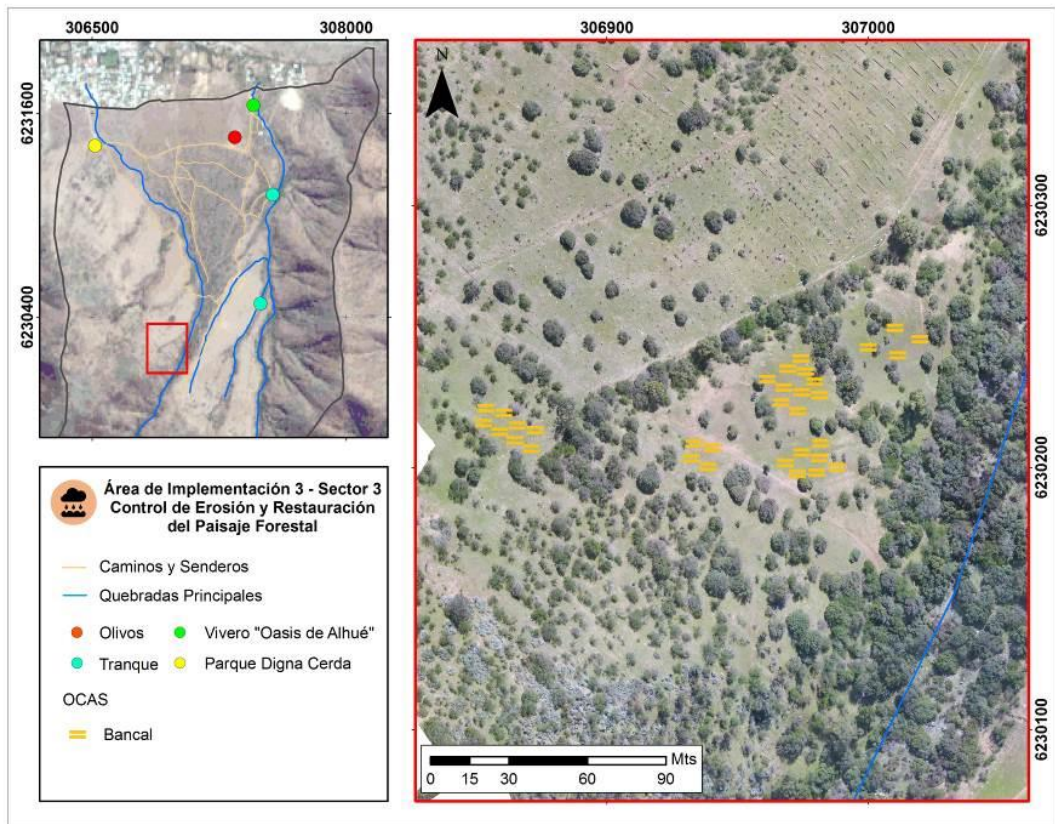 306500
308000
6231600
6230400
306900
307000
N
6230300
6230200
6230100
Mts
0 15 30 60 90
Área de Implementación 3 - Sector 3
Control de Erosión y Restauración
del Paisaje Forestal
Caminos y Senderos
Quebradas Principales
Olivos
Vivero "Oasis de Alhué"
Tranque
Parque Digna Cerda
OCAS
Bancal